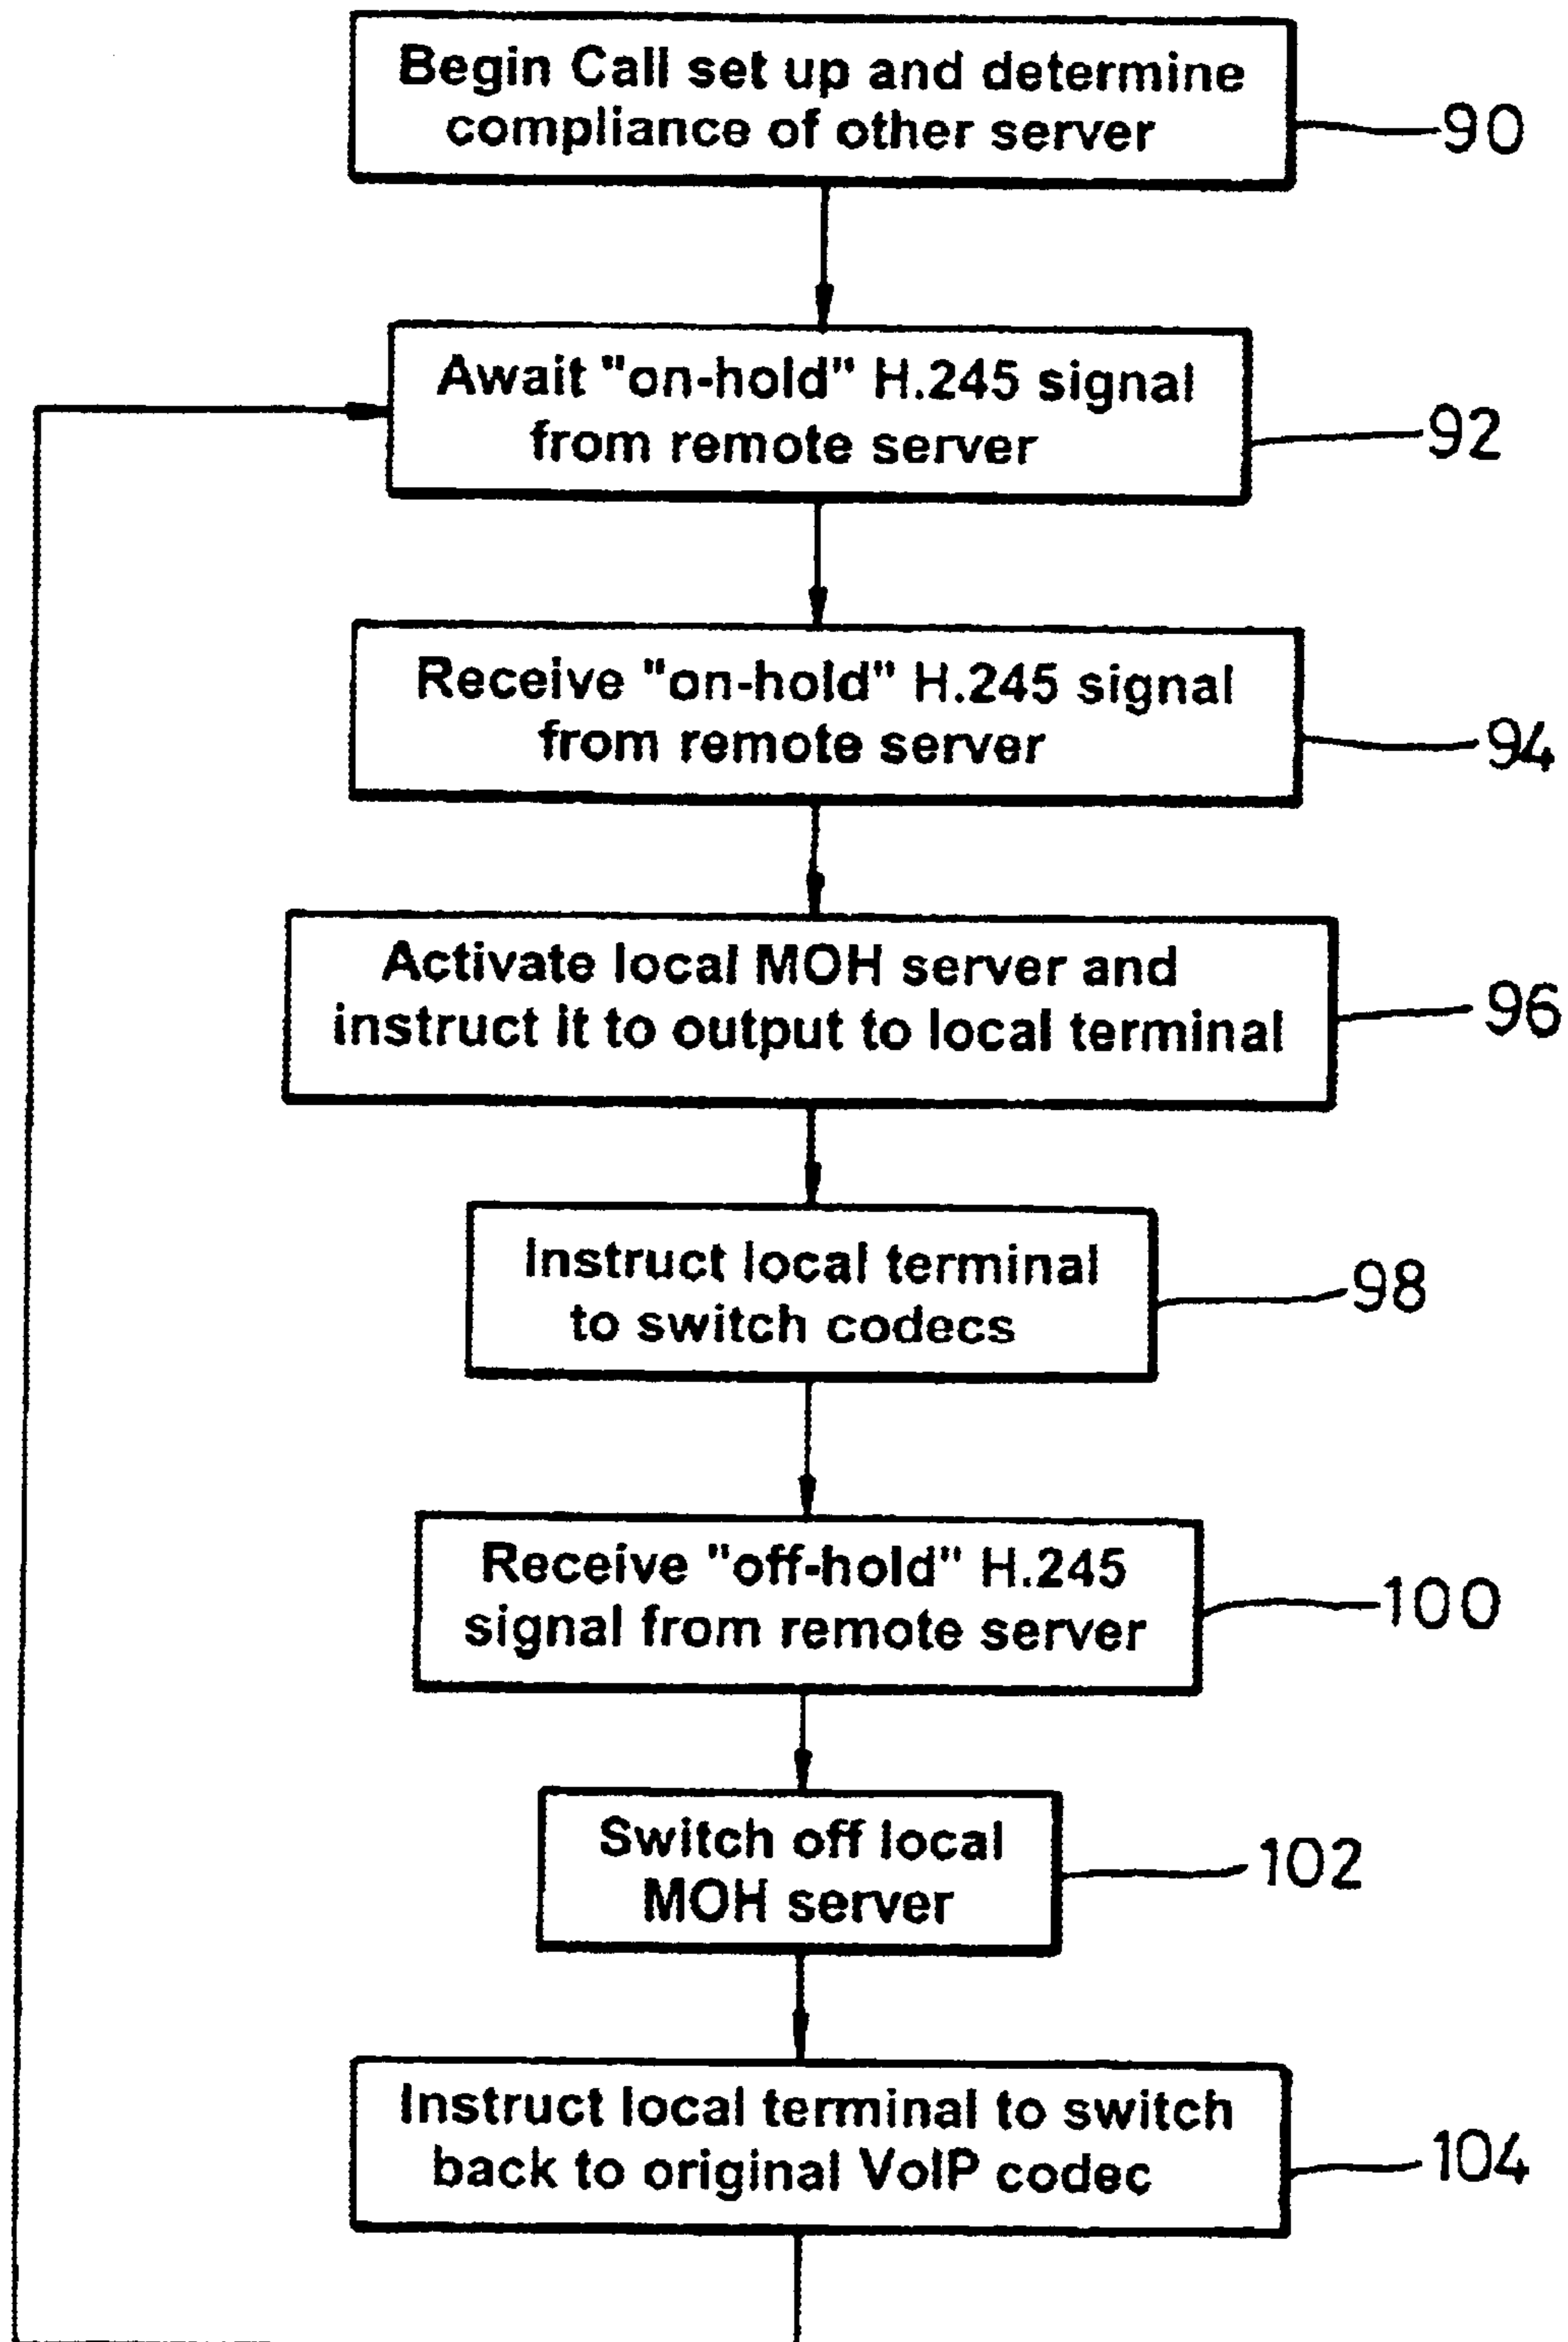 Begin Call set up and determine
compliance of other server
90
Await "on-hold" H.245 signal
from remote server
92
Receive "on-hold" H.245 signal
from remote server
94
Activate local MOH server and
instruct it to output to local terminal
96
Instruct local terminal
to switch codecs
98
Receive "off-hold" H.245
signal from remote server
100
Switch off local
MOH server
102
Instruct local terminal to switch
back to original VoIP codec
104